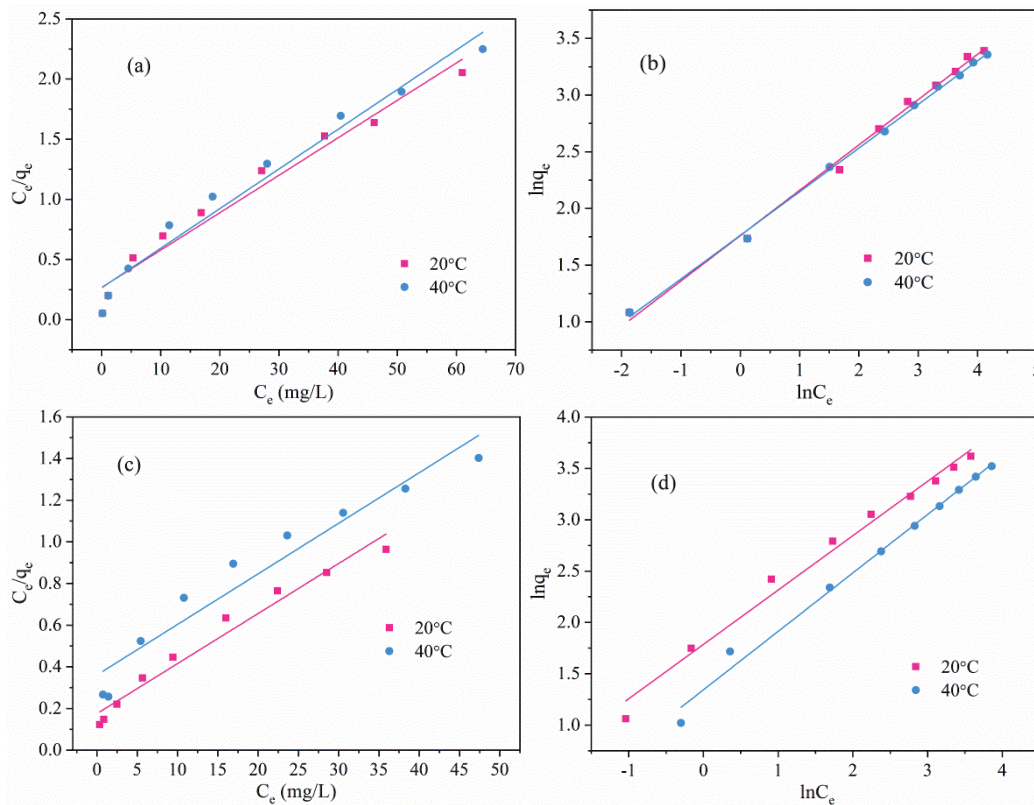 (a)
2.5
2.0
1.5
1.0
0.5
0.0
Ce/qe
0 10 20 30 40 50 60 70
Ce (mg/L)
20°C
40°C
(b)
3.5
3.0
2.5
2.0
1.5
1.0
lnqe
-2 -1 0 1 2 3 4 5
lnCe
20°C
40°C
(c)
1.6
1.4
1.2
1.0
0.8
0.6
0.4
0.2
0.0
Ce/qe
0 5 10 15 20 25 30 35 40 45 50
Ce (mg/L)
20°C
40°C
(d)
4.0
3.5
3.0
2.5
2.0
1.5
1.0
lnqe
-1 0 1 2 3 4
lnCe
20°C
40°C